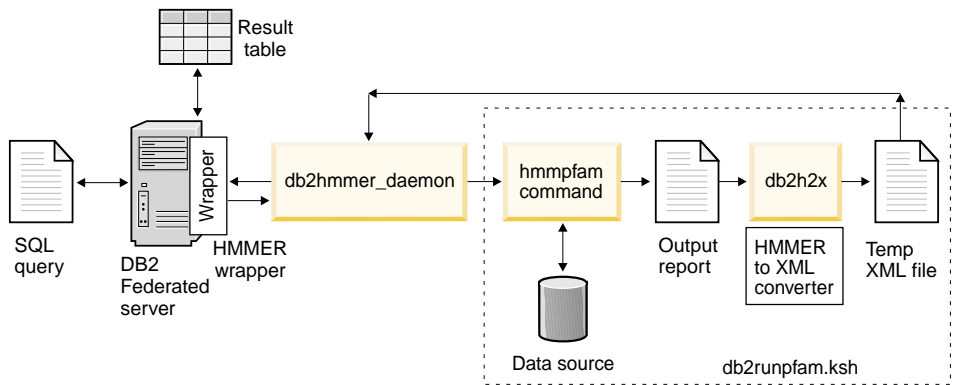 Result
table
SQL
query
Wrapper
DB2
Federated
server
HMMER
wrapper
db2hmmer_daemon
hmmpfam
command
Data source
Output
report
db2h2x
HMMER
to XML
converter
Temp
XML file
db2runpfam.ksh